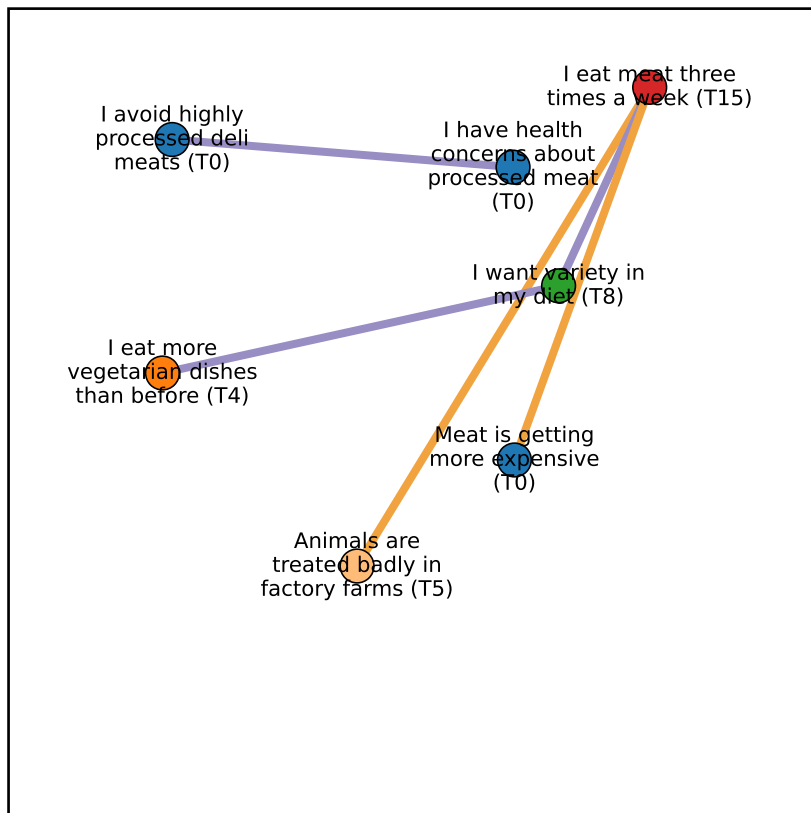 I eat meat three
times a week (T15)
I avoid highly
processed deli
meats (T0)
I have health
concerns about
processed meat
(T0)
I want variety in
my diet (T8)
I eat more
vegetarian dishes
than before (T4)
Meat is getting
more expensive
(T0)
Animals are
treated badly in
factory farms (T5)